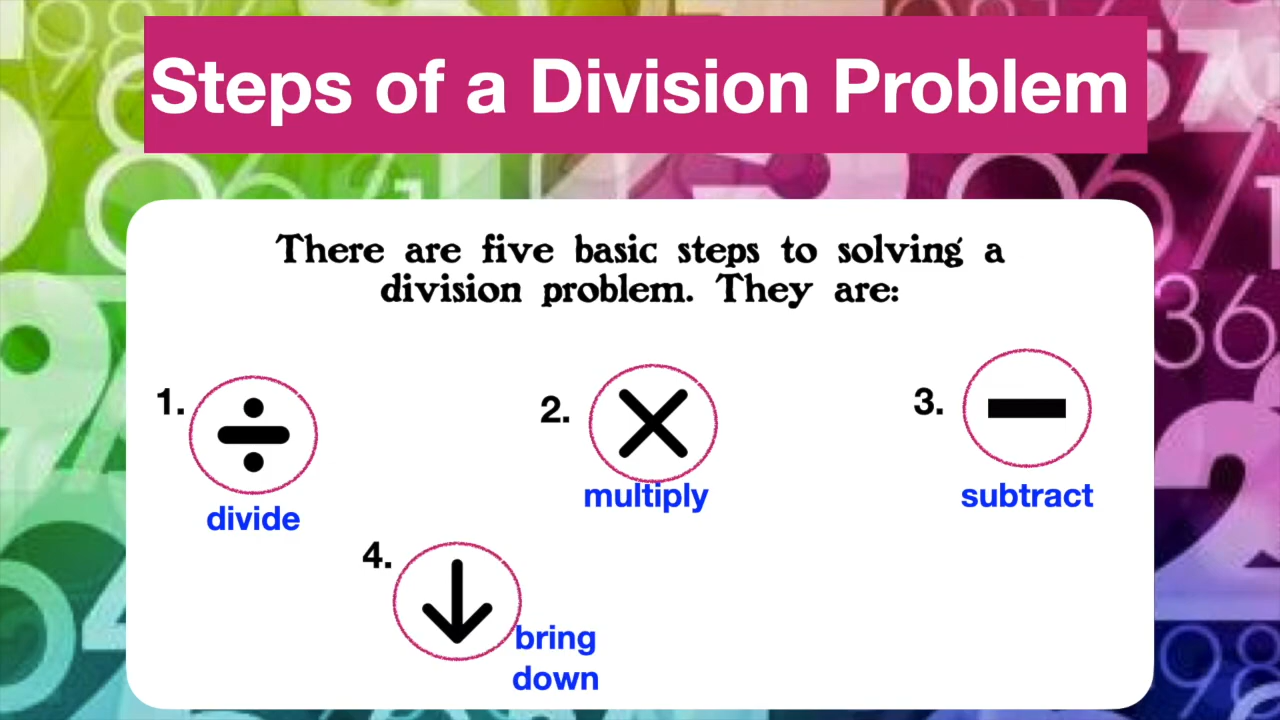 Steps of a Division Problem
There are five basic steps to solving a
division problem. They are:
1.
divide
2.
multiply
3.
subtract
4.
bring
down